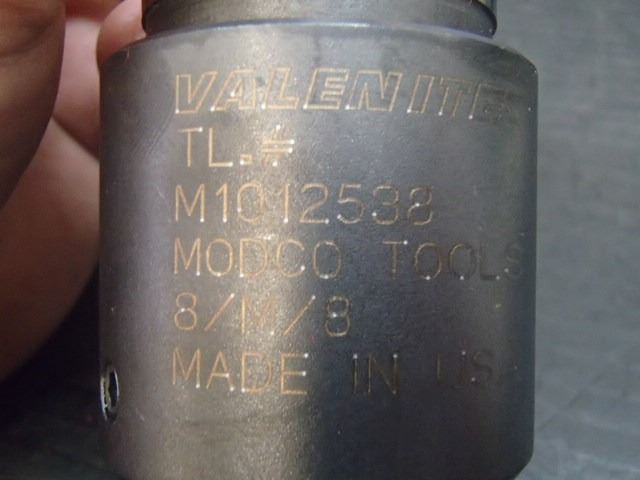 VALENITE
TL.#
M1012538
MODCO TOOLS
8/M/8
MADE IN USA